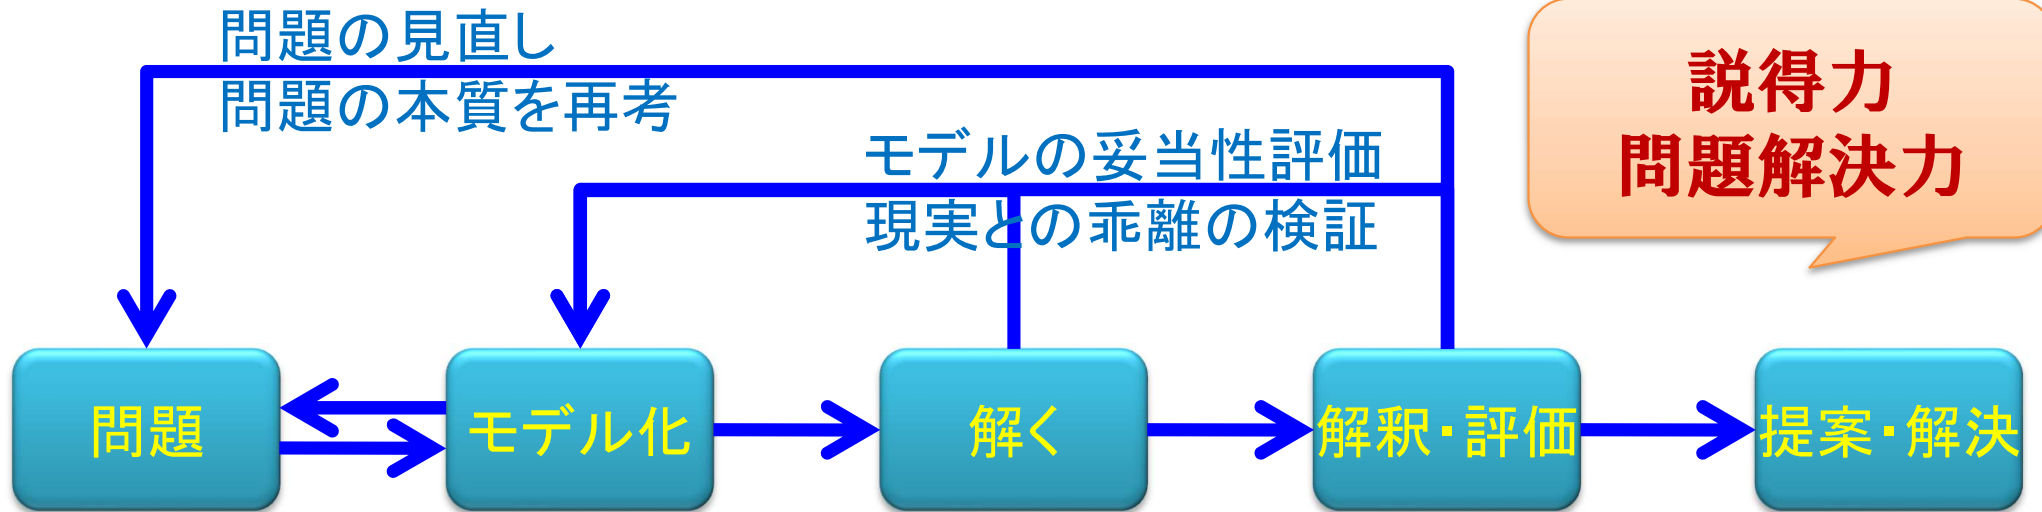 問題の見直し
問題の本質を再考
モデルの妥当性評価
現実との乖離の検証
説得力
問題解決力
問題
モデル化
解く
解釈・評価
提案・解決